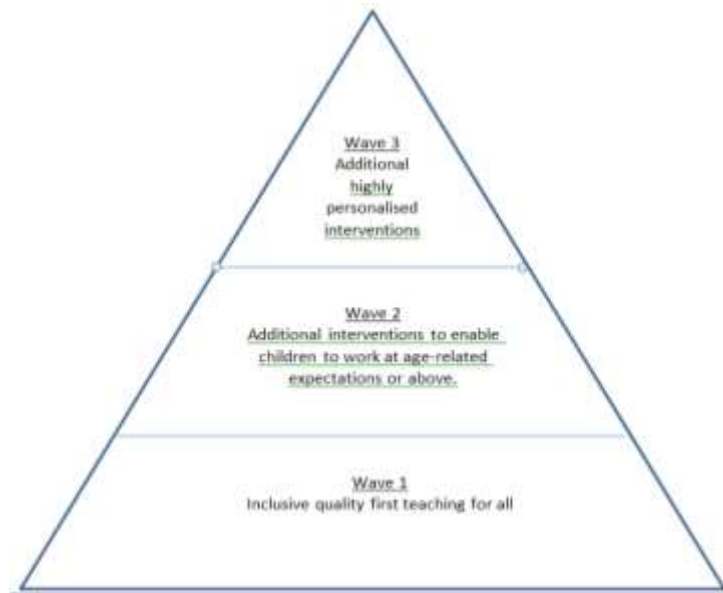 Wave 3
Additional
highly
personalised
interventions
Wave 2
Additional interventions to enable
children to work at age-related
expectations or above.
Wave 1
Inclusive quality first teaching for all